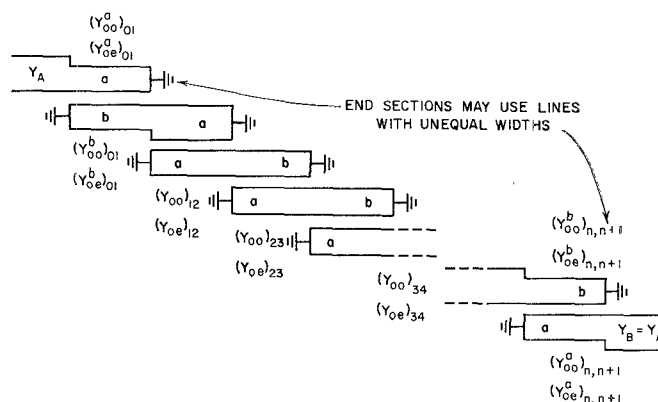 (Y^a_oo)_01
(Y^a_oe)_01
Y_A
a
END SECTIONS MAY USE LINES
WITH UNEQUAL WIDTHS
b
a
(Y^b_oo)_01
(Y^b_oe)_01
a
b
(Y_oo)_12
(Y_oe)_12
a
b
(Y_oo)_23
(Y_oe)_23
a
(Y^b_oo)_n,n+1
(Y^b_oe)_n,n+1
(Y_oo)_34
(Y_oe)_34
b
a
Y_B = Y_A
(Y^a_oo)_n,n+1
(Y^a_oe)_n,n+1